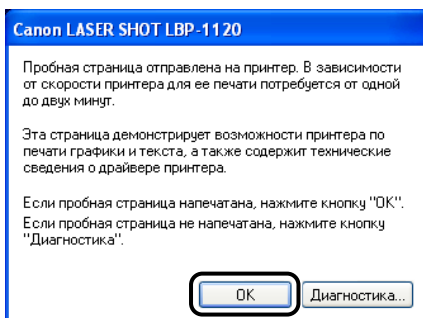 Canon LASER SHOT LBP-1120
Пробная страница отправлена на принтер. В зависимости
от скорости принтера для ее печати потребуется от одной
до двух минут.
Эта страница демонстрирует возможности принтера по
печати графики и текста, а также содержит технические
сведения о драйвере принтера.
Если пробная страница напечатана, нажмите кнопку "ОК".
Если пробная страница не напечатана, нажмите кнопку
"Диагностика".
ОК
Диагностика...